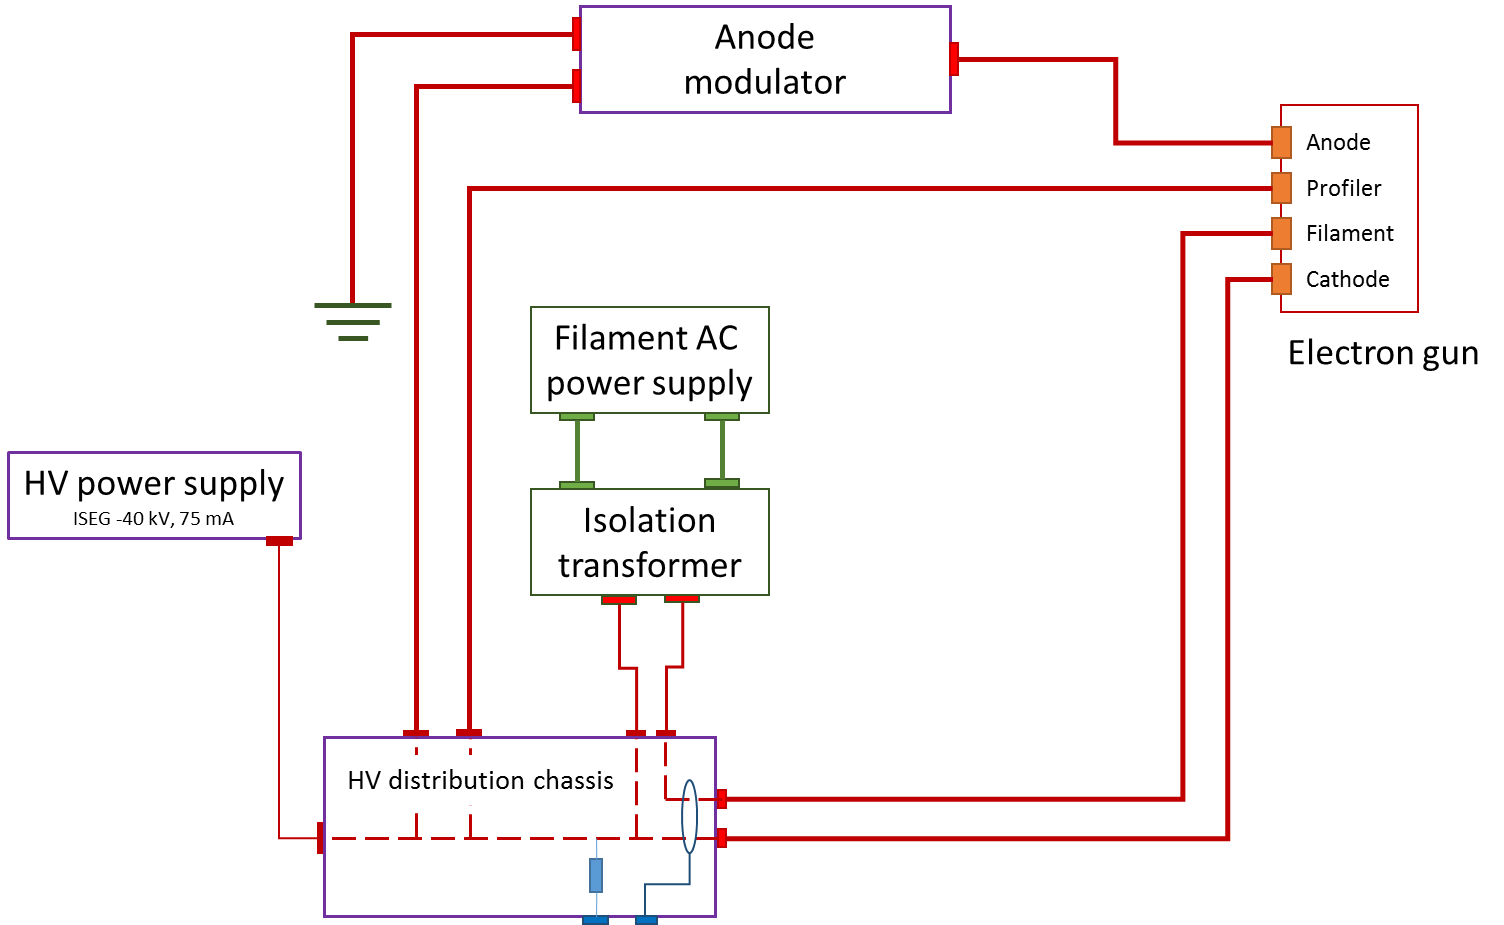 Anode
modulator
Anode
Profiler
Filament
Cathode
Electron gun
Filament AC
power supply
HV power supply
ISEG -40 kV, 75 mA
Isolation
transformer
HV distribution chassis